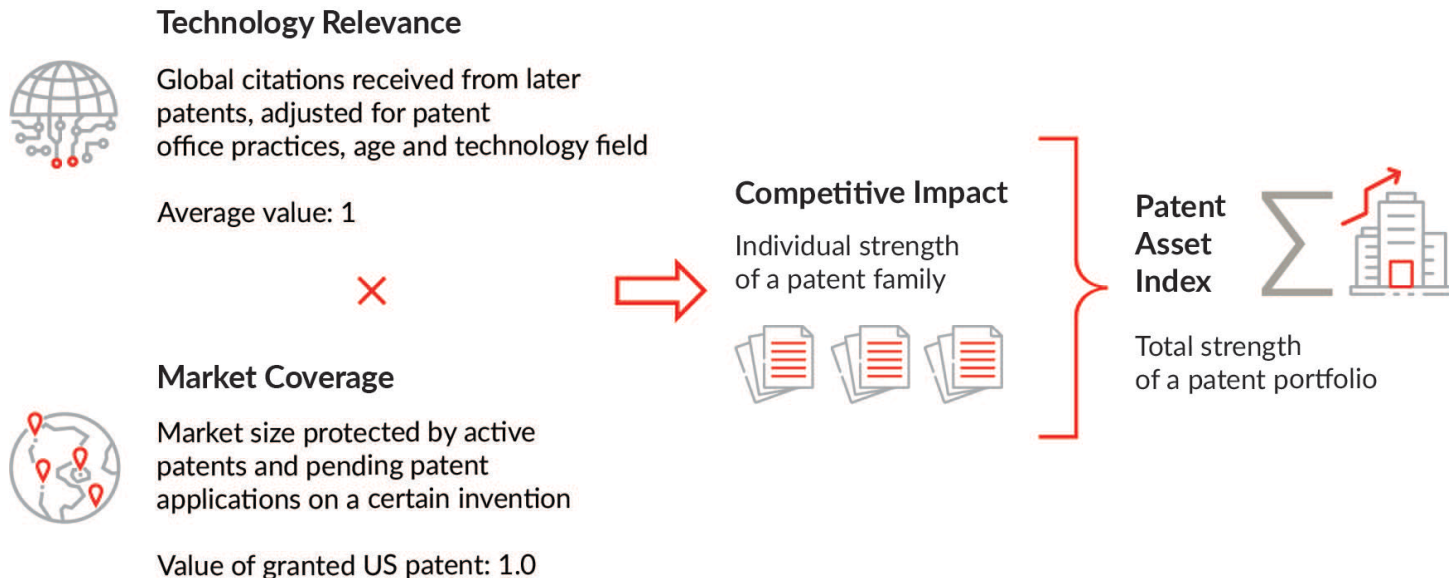 Technology Relevance
Global citations received from later
patents, adjusted for patent
office practices, age and technology field
Average value: 1
×
Market Coverage
Market size protected by active
patents and pending patent
applications on a certain invention
Value of granted US patent: 1.0
Competitive Impact
Individual strength
of a patent family
Patent
Asset
Index
Σ
Total strength
of a patent portfolio